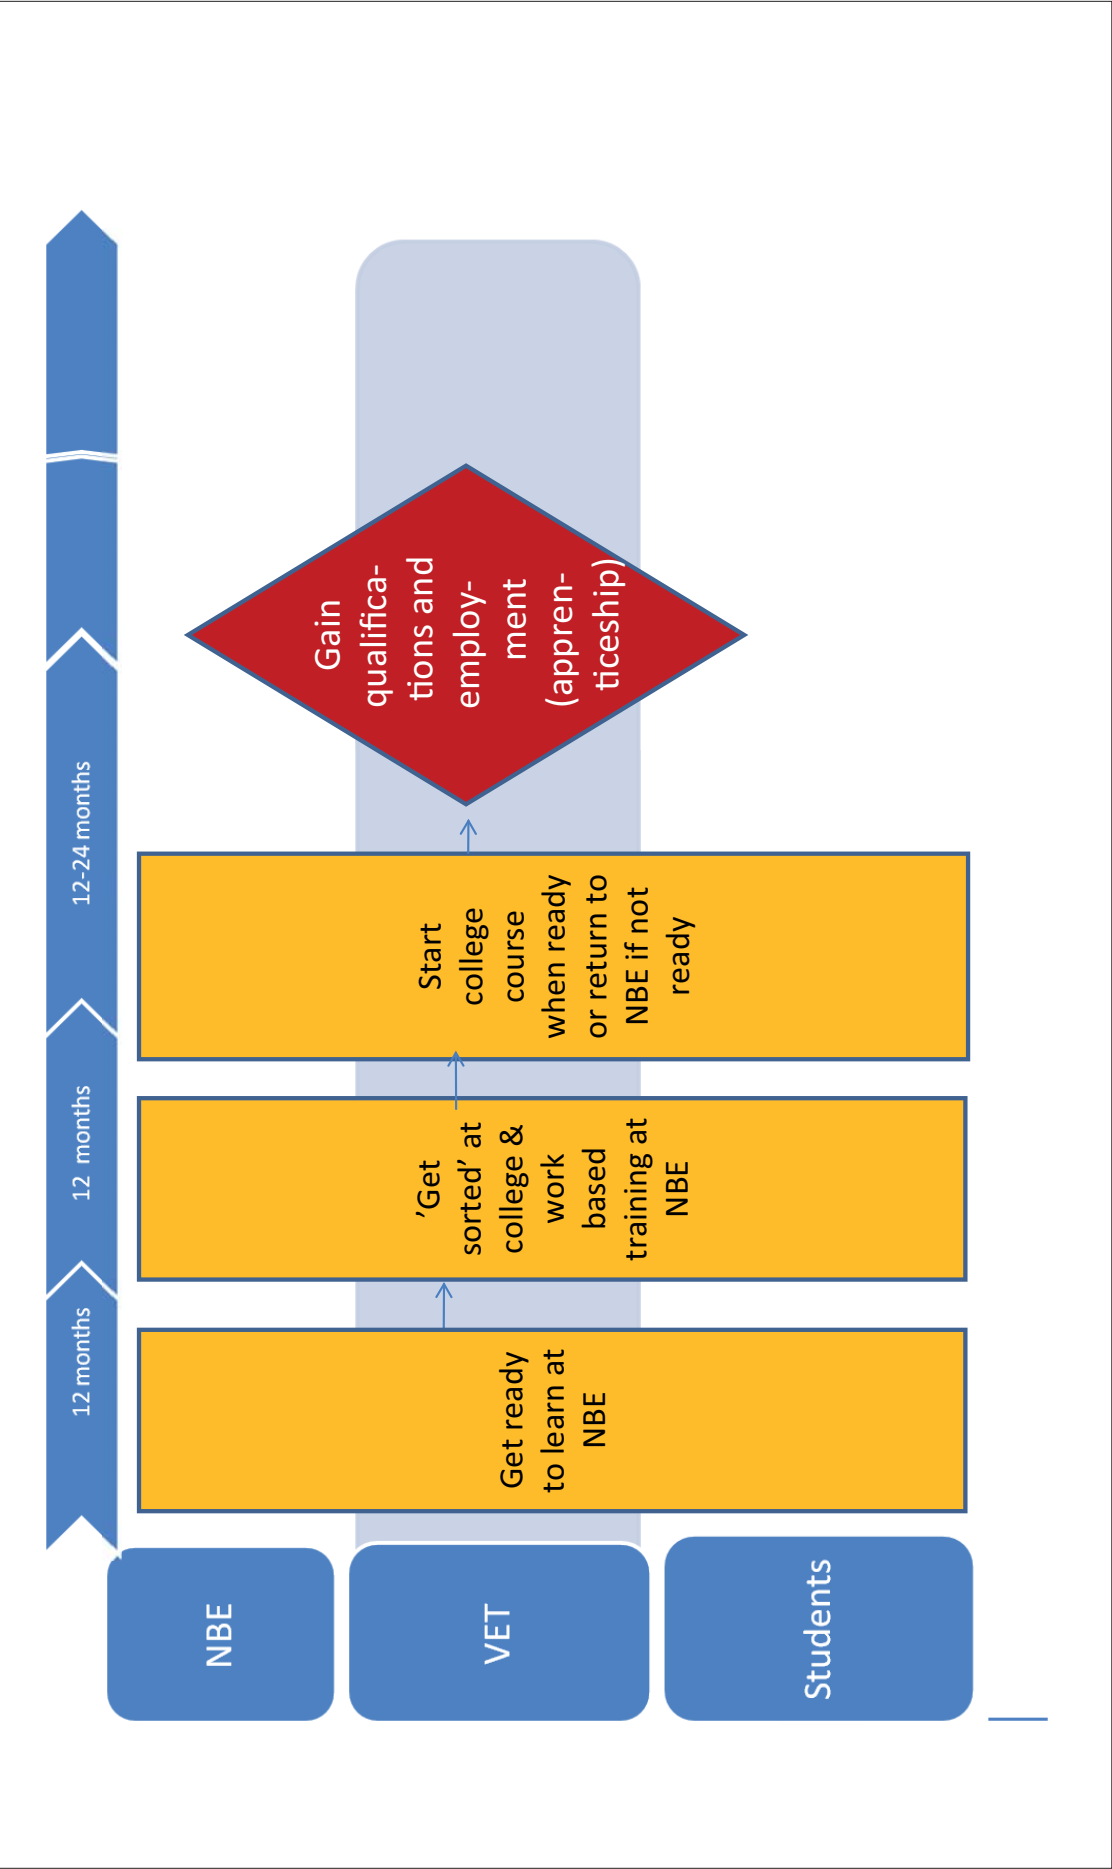 12 months
12 months
12-24 months
NBE
VET
Students
Get ready
to learn at
NBE
’Get
sorted’ at
college &
work
based
training at
NBE
Start
college
course
when ready
or return to
NBE if not
ready
Gain
qualifica-
tions and
employ-
ment
(appren-
ticeship)